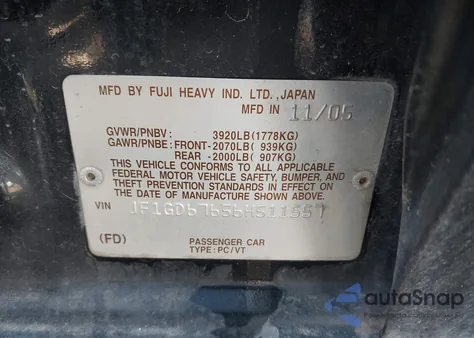 MFD BY FUJI HEAVY IND. LTD.,JAPAN
MFD IN 11/05
GVWR/PNBV : 3920LB(1778KG)
GAWR/PNBE:FRONT-2070LB( 939KG)
REAR -2000LB( 907KG)
THIS VEHICLE CONFORMS TO ALL APPLICABLE
FEDERAL MOTOR VEHICLE SAFETY, BUMPER, AND
THEFT PREVENTION STANDARDS IN EFFECT ON
THE DATE OF MANUFACTURE SHOWN ABOVE.
VIN
(FD)
PASSENGER CAR
TYPE:PC/VT
autoSnap